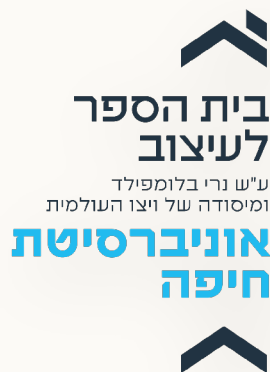 בית הספר
לעיצוב
ע"ש נרי בלומפילד
ומיסודה של ויצו העולמית
אוניברסיטת
חיפה